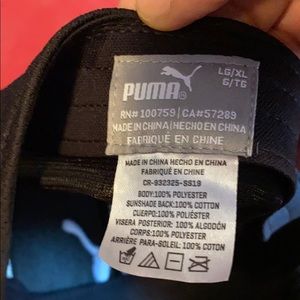 PUMA
LG/XL
G/TG
RN# 100759 | CA#57289
MADE IN CHINA | HECHO EN CHINA
FABRIQUÉ EN CHINE
MADE IN CHINA HECHO EN CHINA
FABRIQUÉ EN CHINE
CR-932325-SS19
BODY:100% POLYESTER
SUNSHADE BACK:100% COTTON
CUERPO:100% POLIÉSTER
VISERA POSTERIOR: 100% ALGODÓN
CORPS:100% POLYESTER
ARRIÈRE PARA-SOLEIL: 100% COTON